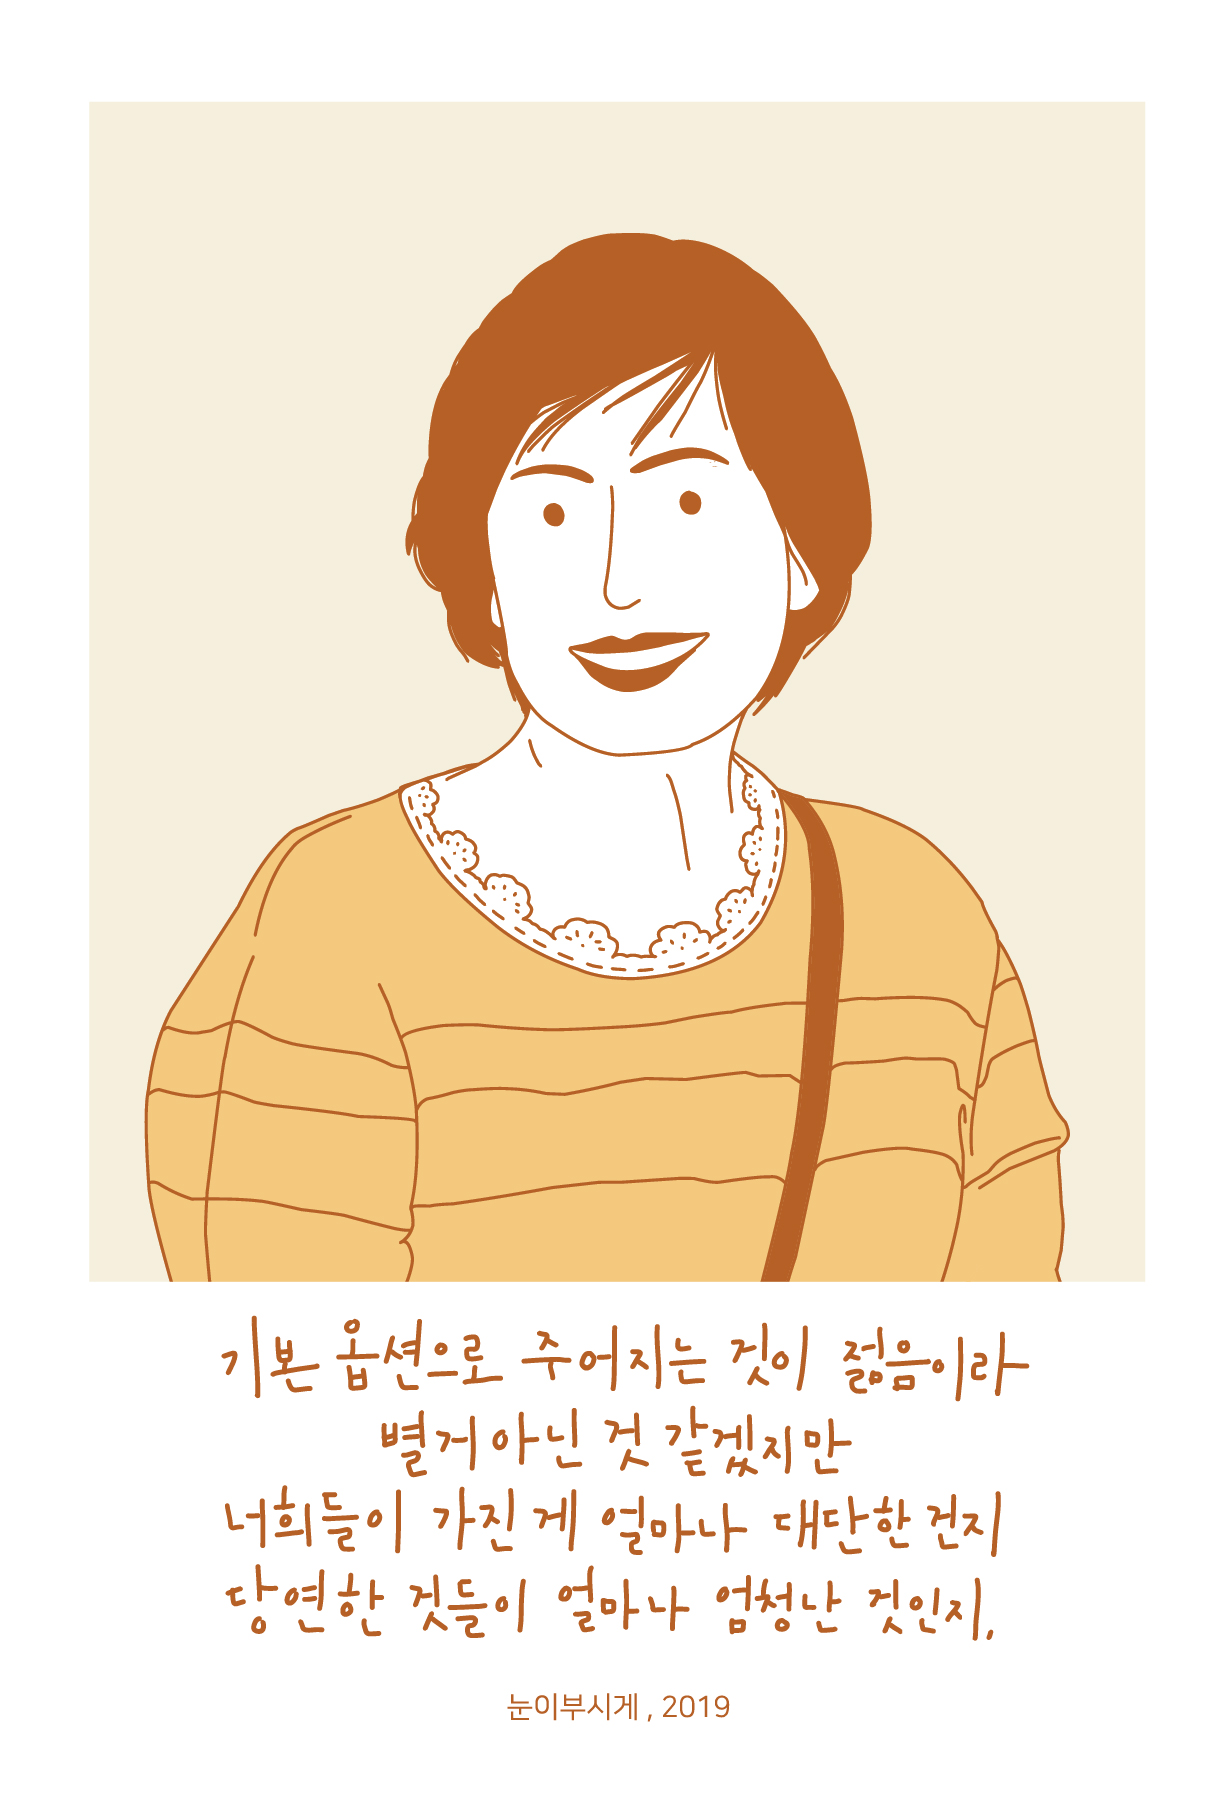 기본 옵션으로 주어지는 것이 젊음이라
별거 아닌 것 같겠지만
너희들이 가진 게 얼마나 대단한 건지
당연한 것들이 얼마나 엄청난 것인지.
눈이부시게 , 2019